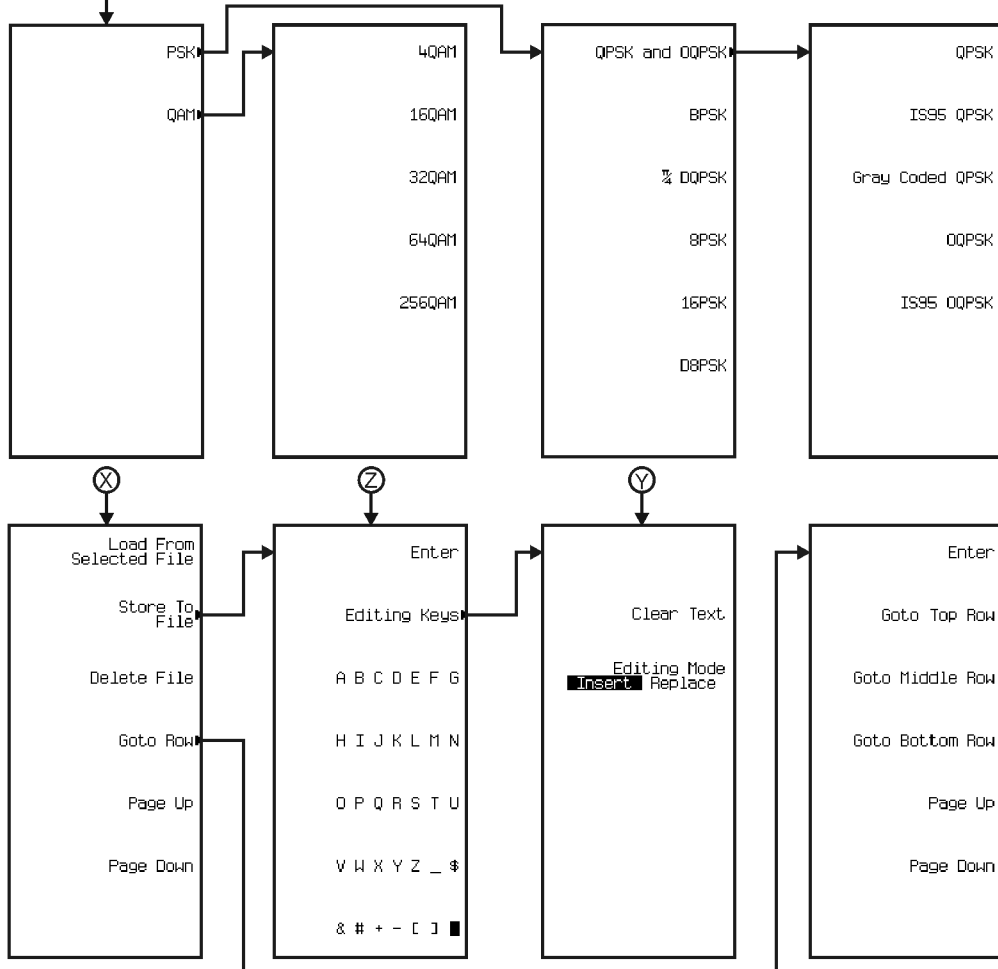 PSK
QAM
4QAM
16QAM
32QAM
64QAM
256QAM
QPSK and OQPSK
BPSK
π/4 DQPSK
8PSK
16PSK
D8PSK
QPSK
IS95 QPSK
Gray Coded QPSK
OQPSK
IS95 OQPSK
X
Load From
Selected File
Store To
File
Delete File
Goto Row
Page Up
Page Down
Z
Enter
Editing Keys
A B C D E F G
H I J K L M N
O P Q R S T U
V W X Y Z _ $
& # + - [ ]
Y
Clear Text
Editing Mode
Insert Replace
Enter
Goto Top Row
Goto Middle Row
Goto Bottom Row
Page Up
Page Down